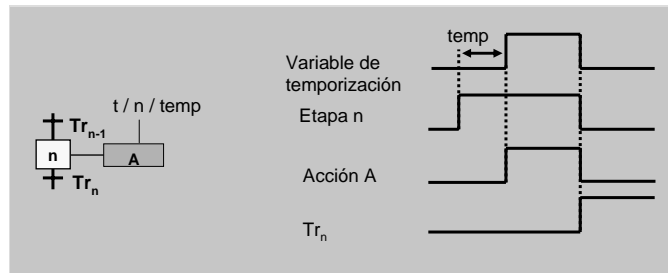 t / n / temp
Tr n-1
n
A
Tr n
temp
Variable de
temporización
Etapa n
Acción A
Tr n